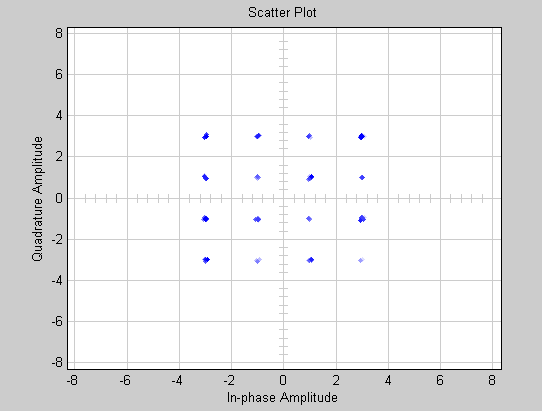 Scatter Plot
8
6
4
2
0
-2
-4
-6
-8
Quadrature Amplitude
-8 -6 -4 -2 0 2 4 6 8
In-phase Amplitude